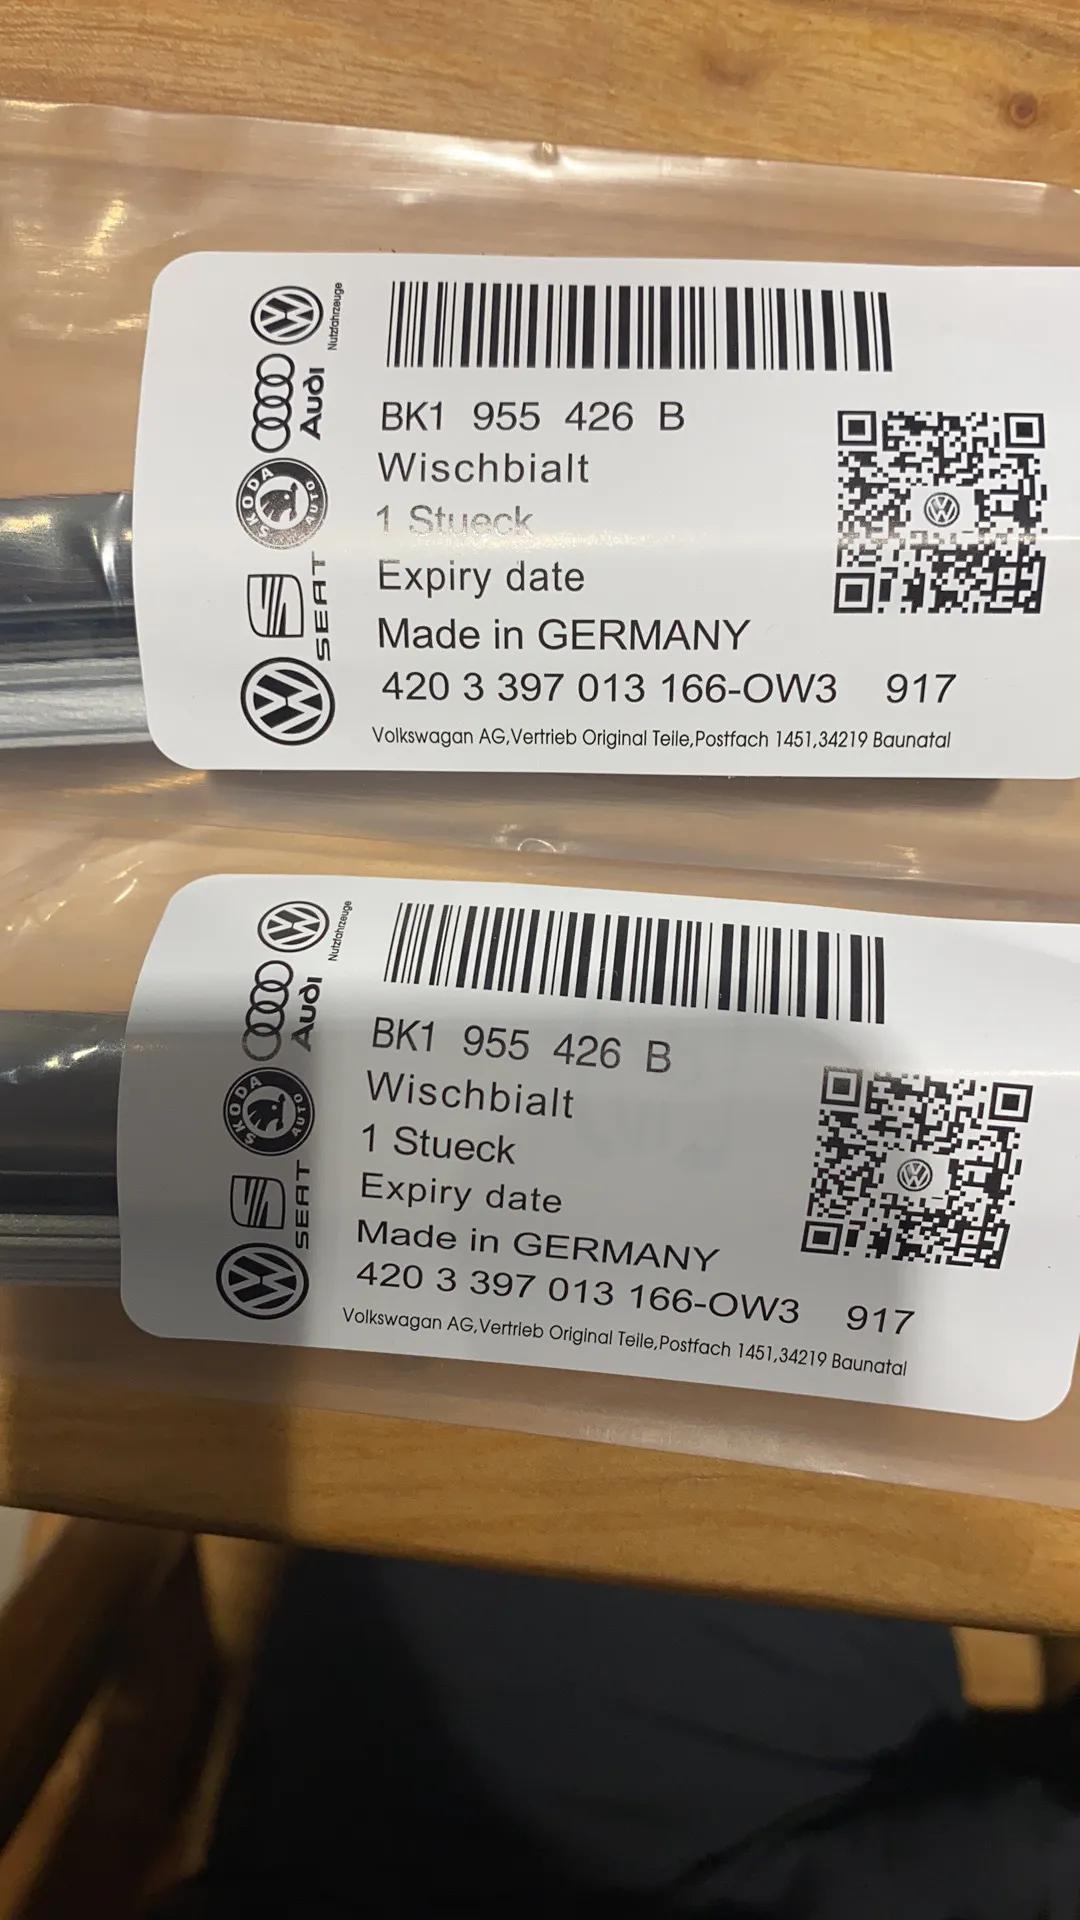 Nutzfahrzeuge
Audi
SKODA AUTO
SEAT
BK1 955 426 B
Wischbialt
1 Stueck
Expiry date
Made in GERMANY
420 3 397 013 166-OW3 917
Volkswagan AG,Vertrieb Original Teile,Postfach 1451,34219 Baunatal
Nutzfahrzeuge
Audi
SKODA AUTO
SEAT
BK1 955 426 B
Wischbialt
1 Stueck
Expiry date
Made in GERMANY
420 3 397 013 166-OW3 917
Volkswagan AG,Vertrieb Original Teile,Postfach 1451,34219 Baunatal